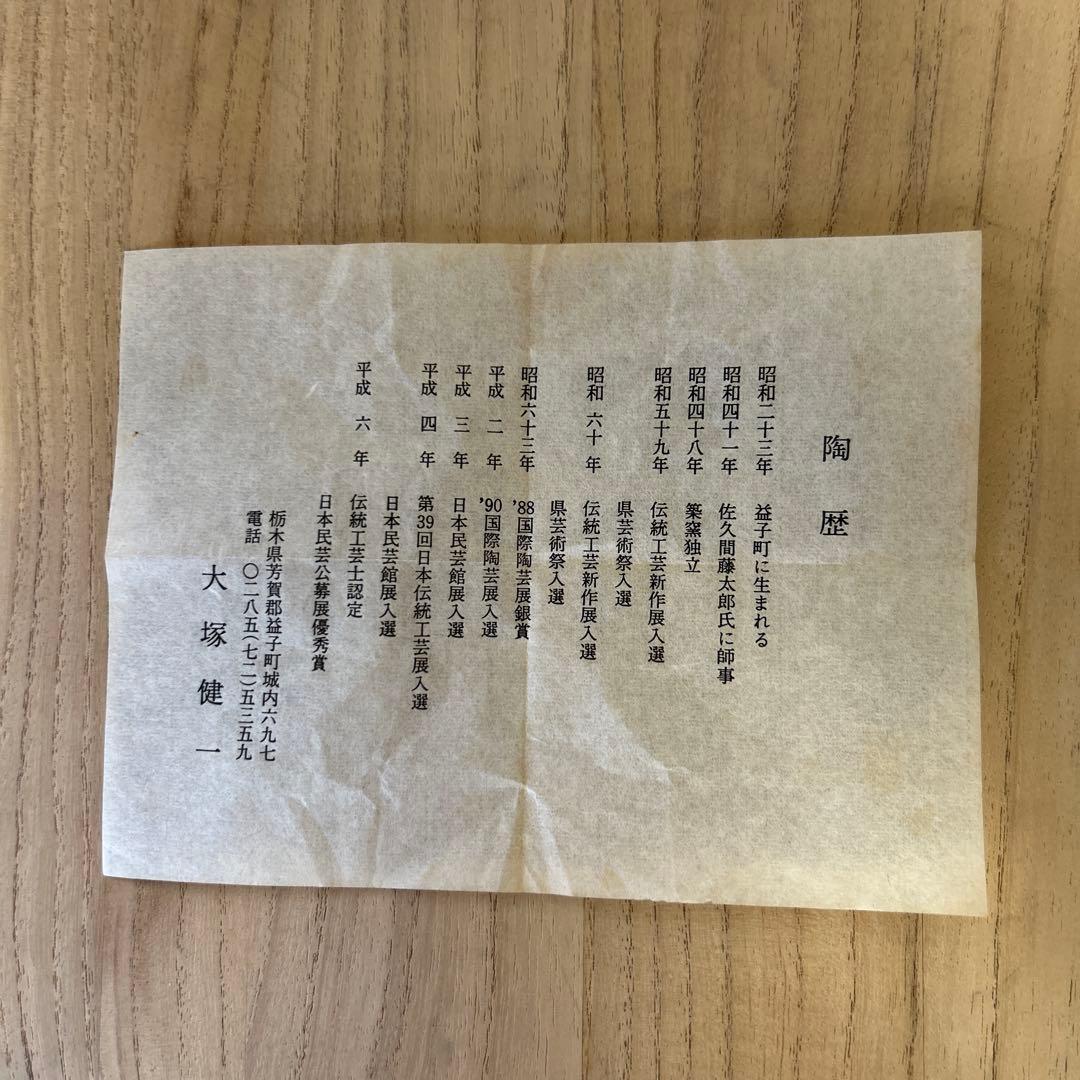 陶歴
昭和二十三年 益子町に生まれる
昭和四十一年 佐久間藤太郎氏に師事
昭和四十八年 築窯独立
昭和五十九年 伝統工芸新作展入選
県芸術祭入選
昭和六十年 伝統工芸新作展入選
県芸術祭入選
昭和六十三年 '88国際陶芸展銀賞
平成二年 '90国際陶芸展入選
平成三年 日本民芸館展入選
平成四年 第39回日本伝統工芸展入選
日本民芸館展入選
平成六年 伝統工芸士認定
日本民芸公募展優秀賞
栃木県芳賀郡益子町城内六九七
電話 〇二八五(七二)五三五九
大塚健一